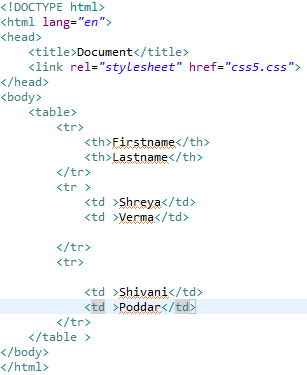 <!DOCTYPE html>
<html lang="en">
<head>
    <title>Document</title>
    <link rel="stylesheet" href="css5.css">
</head>
<body>
    <table>
        <tr>
            <th>Firstname</th>
            <th>Lastname</th>
        </tr>
        <tr >
            <td >Shreya</td>
            <td >Verma</td>

        </tr>
        <tr>

            <td >Shivani</td>
            <td >Poddar</td>
        </tr>
    </table >
</body>
</html>